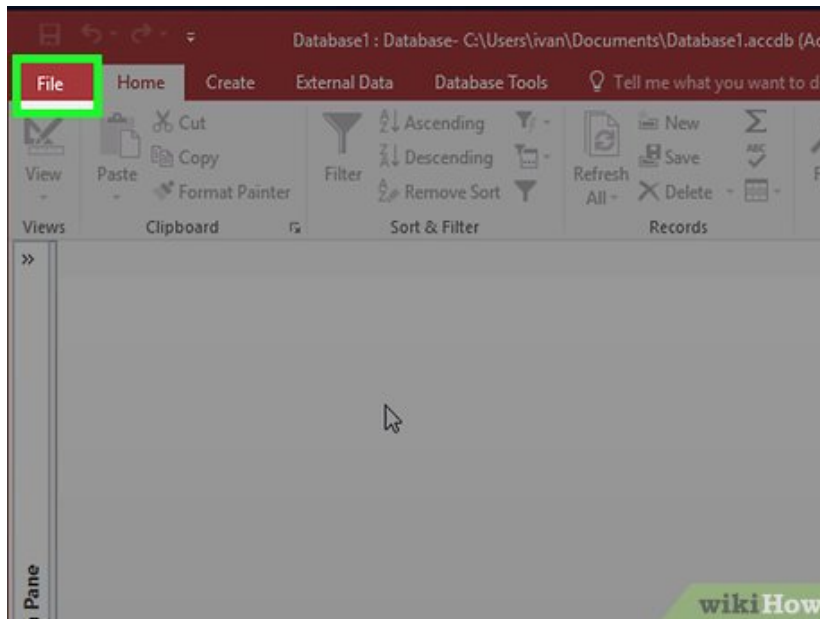 Database1 : Database- C:\Users\ivan\Documents\Database1.accdb (Ac
File Home Create External Data Database Tools Tell me what you want to d
View
Paste
Cut
Copy
Format Painter
Filter
Ascending
Descending
Remove Sort
Refresh
All
New
Save
Delete
ABC
F
Views Clipboard Sort & Filter Records
»
Pane
wikiHow